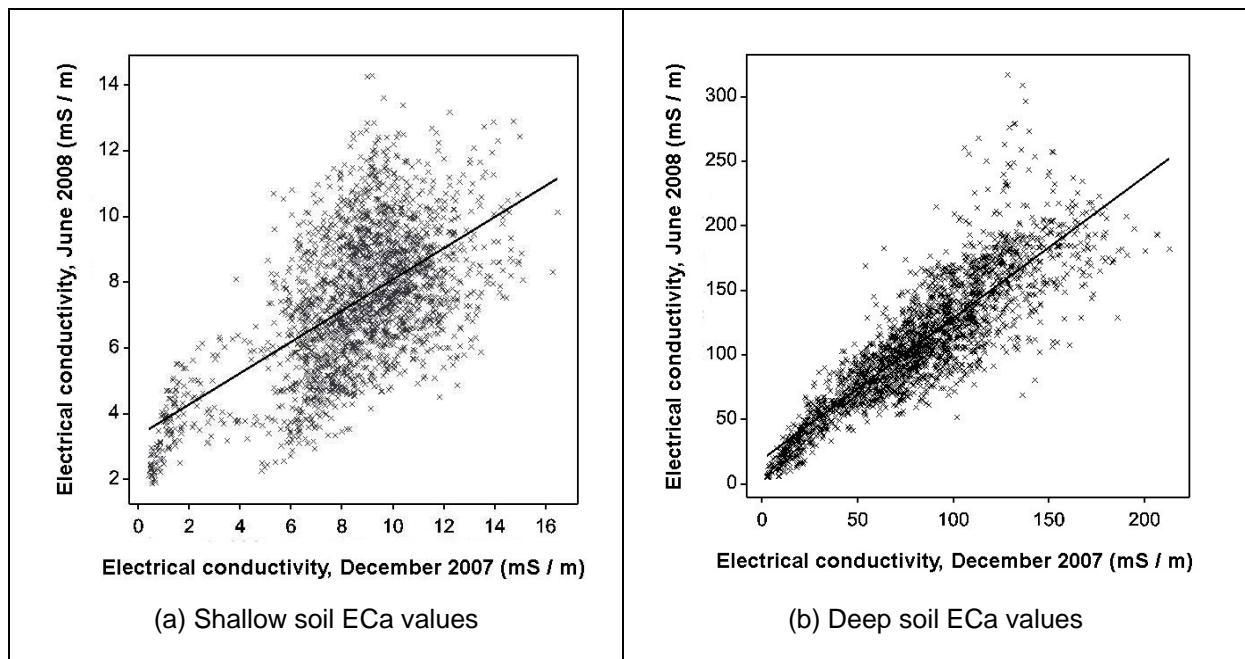 Electrical conductivity, June 2008 (mS / m)
14
12
10
8
6
4
2
0 2 4 6 8 10 12 14 16
Electrical conductivity, December 2007 (mS / m)
(a) Shallow soil ECa values
Electrical conductivity, June 2008 (mS / m)
300
250
200
150
100
50
0
0 50 100 150 200
Electrical conductivity, December 2007 (mS / m)
(b) Deep soil ECa values